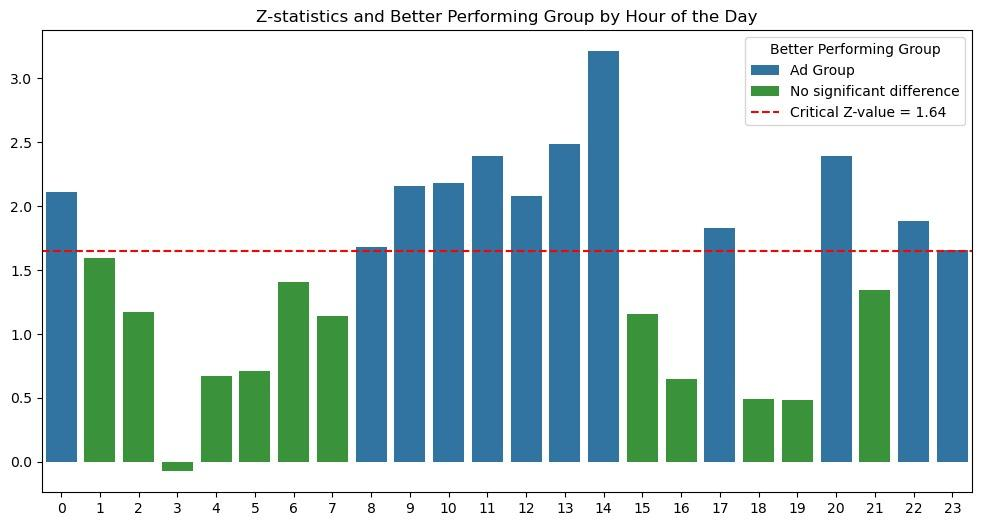 Z-statistics and Better Performing Group by Hour of the Day
Better Performing Group
Ad Group
No significant difference
Critical Z-value = 1.64
3.0
2.5
2.0
1.5
1.0
0.5
0.0
0 1 2 3 4 5 6 7 8 9 10 11 12 13 14 15 16 17 18 19 20 21 22 23